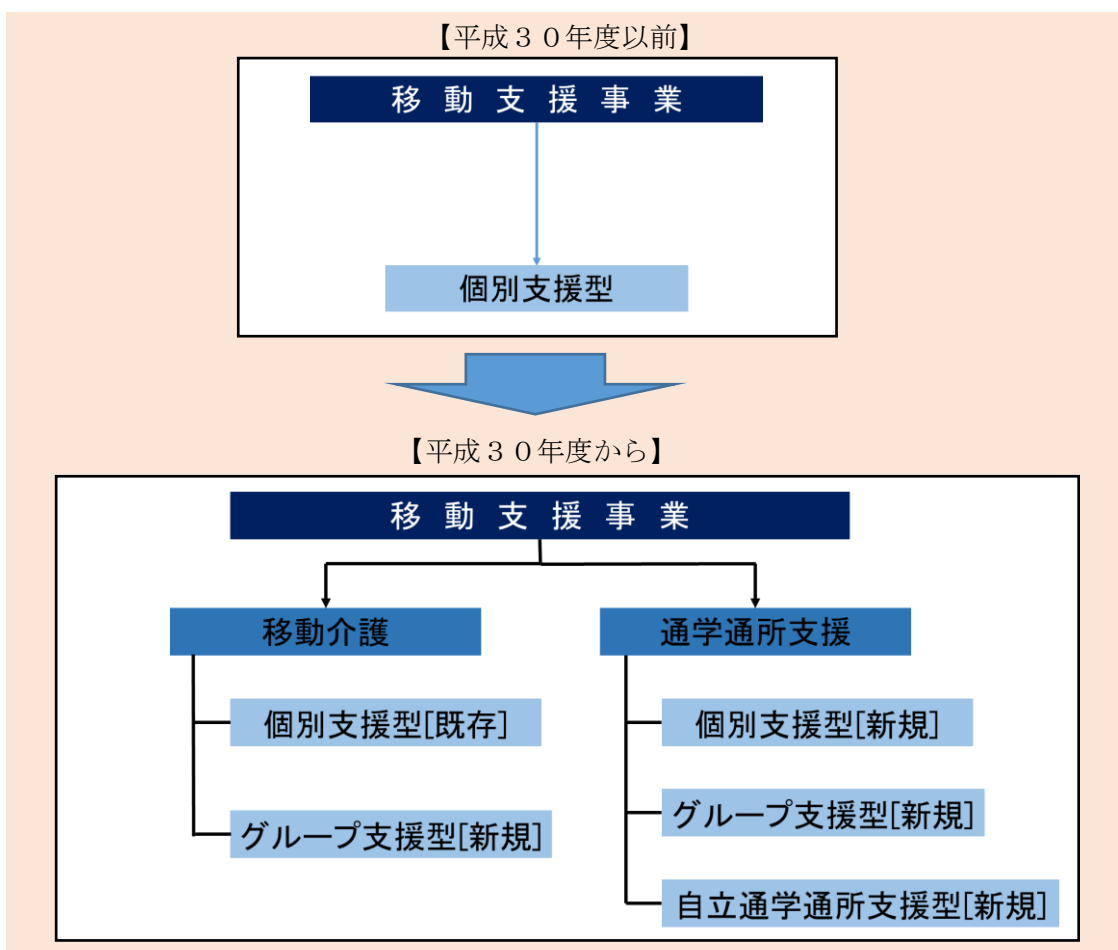 【平成３０年度以前】
移動支援事業
個別支援型
【平成３０年度から】
移動支援事業
移動介護
通学通所支援
個別支援型[既存]
個別支援型[新規]
グループ支援型[新規]
グループ支援型[新規]
自立通学通所支援型[新規]